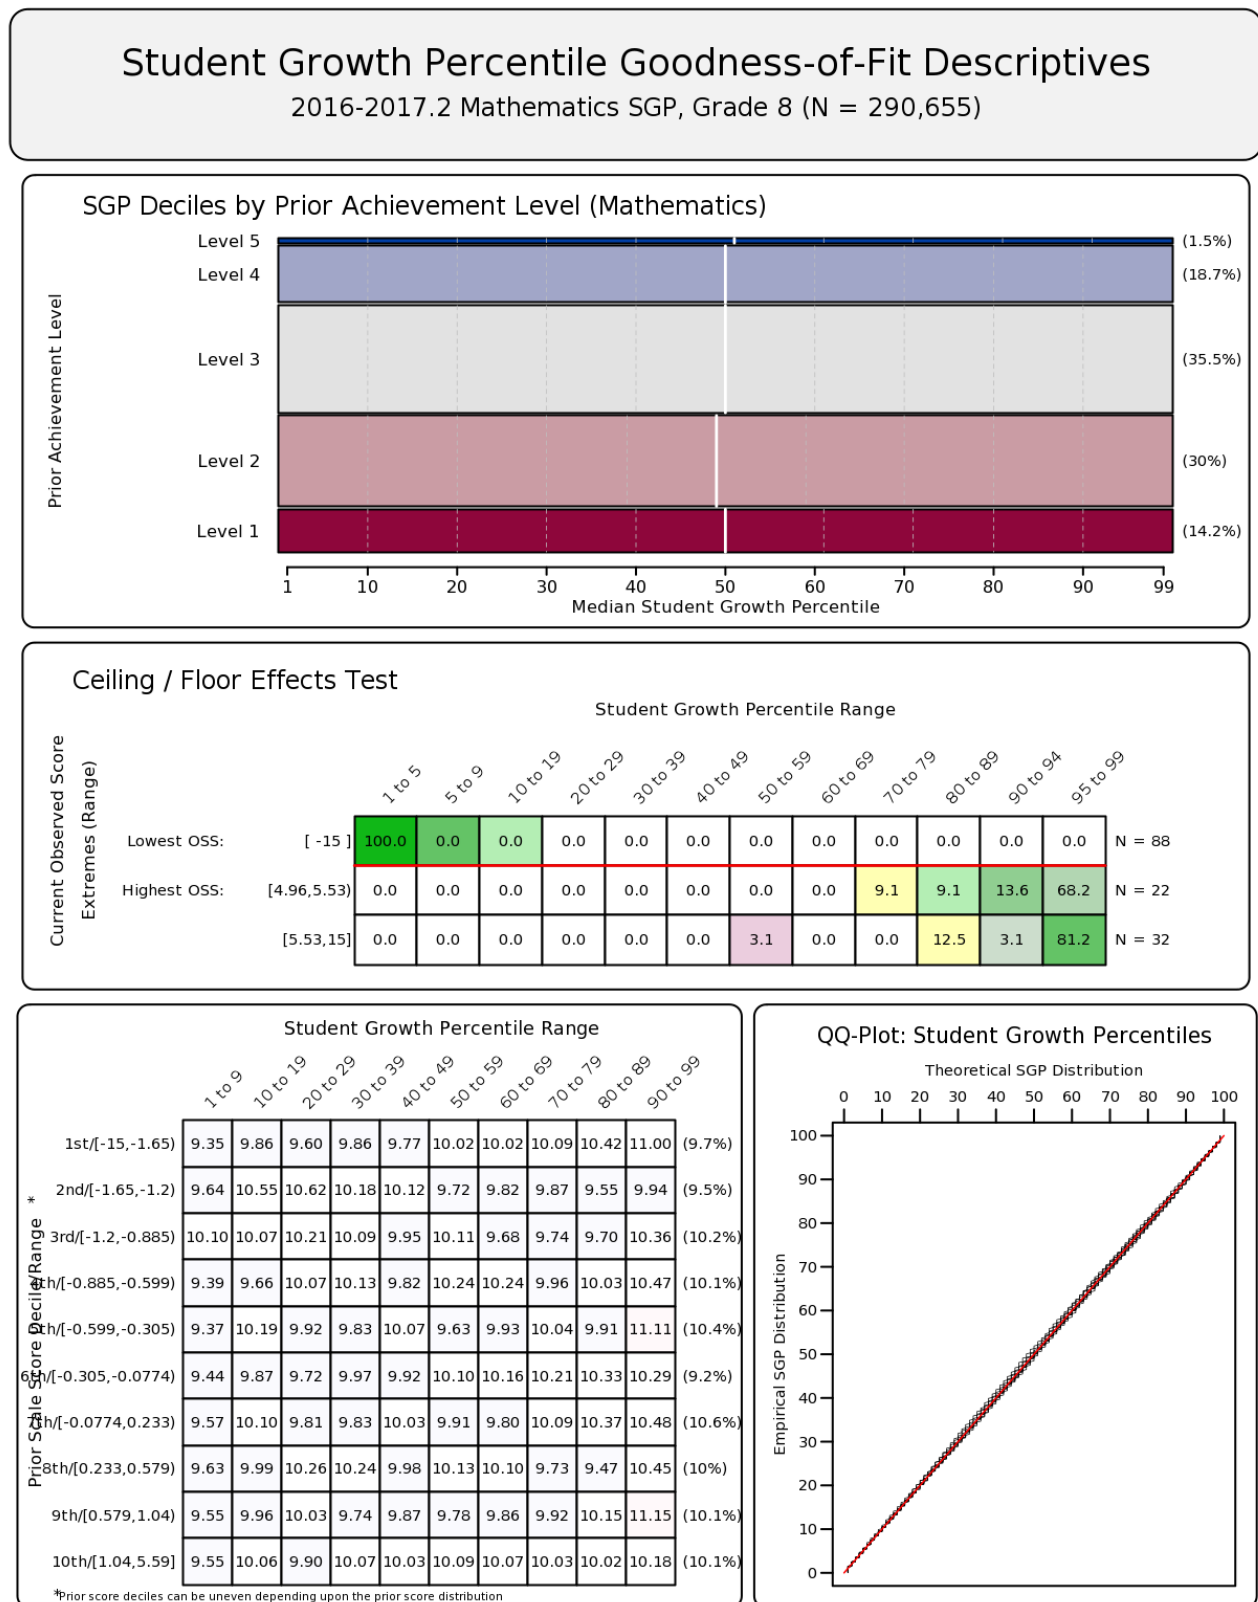 Student Growth Percentile Goodness-of-Fit Descriptives
2016-2017.2 Mathematics SGP, Grade 8 (N = 290,655)
SGP Deciles by Prior Achievement Level (Mathematics)
Prior Achievement Level
Level 5 (1.5%)
Level 4 (18.7%)
Level 3 (35.5%)
Level 2 (30%)
Level 1 (14.2%)
1 10 20 30 40 50 60 70 80 90 99
Median Student Growth Percentile
Ceiling / Floor Effects Test
Student Growth Percentile Range
Current Observed Score
Extremes (Range)
1 to 5 5 to 9 10 to 19 20 to 29 30 to 39 40 to 49 50 to 59 60 to 69 70 to 79 80 to 89 90 to 94 95 to 99
Lowest OSS: [ -15 ] 100.0 0.0 0.0 0.0 0.0 0.0 0.0 0.0 0.0 0.0 0.0 0.0 N = 88
Highest OSS: [4.96,5.53) 0.0 0.0 0.0 0.0 0.0 0.0 0.0 0.0 9.1 9.1 13.6 68.2 N = 22
[5.53,15] 0.0 0.0 0.0 0.0 0.0 0.0 3.1 0.0 0.0 12.5 3.1 81.2 N = 32
Student Growth Percentile Range
Prior Scale Score Decile/Range *
1 to 9 10 to 19 20 to 29 30 to 39 40 to 49 50 to 59 60 to 69 70 to 79 80 to 89 90 to 99
1st/[-15,-1.65) 9.35 9.86 9.60 9.86 9.77 10.02 10.02 10.09 10.42 11.00 (9.7%)
2nd/[-1.65,-1.2) 9.64 10.55 10.62 10.18 10.12 9.72 9.82 9.87 9.55 9.94 (9.5%)
3rd/[-1.2,-0.885) 10.10 10.07 10.21 10.09 9.95 10.11 9.68 9.74 9.70 10.36 (10.2%)
4th/[-0.885,-0.599) 9.39 9.66 10.07 10.13 9.82 10.24 10.24 9.96 10.03 10.47 (10.1%)
5th/[-0.599,-0.305) 9.37 10.19 9.92 9.83 10.07 9.63 9.93 10.04 9.91 11.11 (10.4%)
6th/[-0.305,-0.0774) 9.44 9.87 9.72 9.97 9.92 10.10 10.16 10.21 10.33 10.29 (9.2%)
7th/[-0.0774,0.233) 9.57 10.10 9.81 9.83 10.03 9.91 9.80 10.09 10.37 10.48 (10.6%)
8th/[0.233,0.579) 9.63 9.99 10.26 10.24 9.98 10.13 10.10 9.73 9.47 10.45 (10%)
9th/[0.579,1.04) 9.55 9.96 10.03 9.74 9.87 9.78 9.86 9.92 10.15 11.15 (10.1%)
10th/[1.04,5.59] 9.55 10.06 9.90 10.07 10.03 10.09 10.07 10.03 10.02 10.18 (10.1%)
*Prior score deciles can be uneven depending upon the prior score distribution
QQ-Plot: Student Growth Percentiles
Theoretical SGP Distribution
0 10 20 30 40 50 60 70 80 90 100
Empirical SGP Distribution
100
90
80
70
60
50
40
30
20
10
0